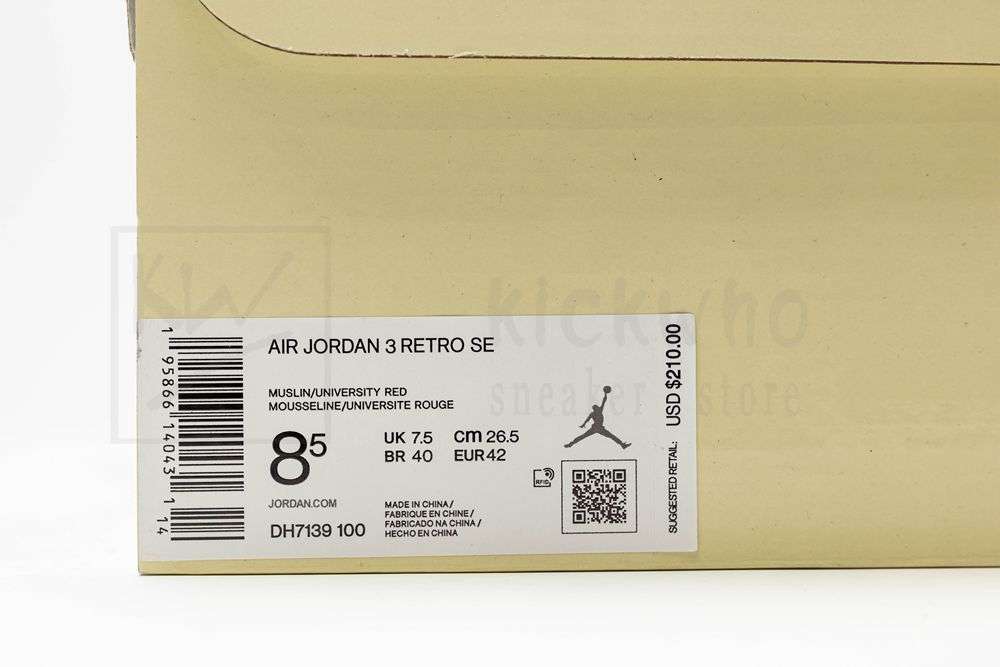 kickwho
sneaker store
AIR JORDAN 3 RETRO SE
MUSLIN/UNIVERSITY RED
MOUSSELINE/UNIVERSITE ROUGE
8⁵
UK 7.5 cm 26.5
BR 40 EUR 42
JORDAN.COM
DH7139 100
MADE IN CHINA /
FABRIQUE EN CHINE /
FABRICADO NA CHINA /
HECHO EN CHINA
RFID
SUGGESTED RETAIL: USD $210.00
1 95866 14043 1 14